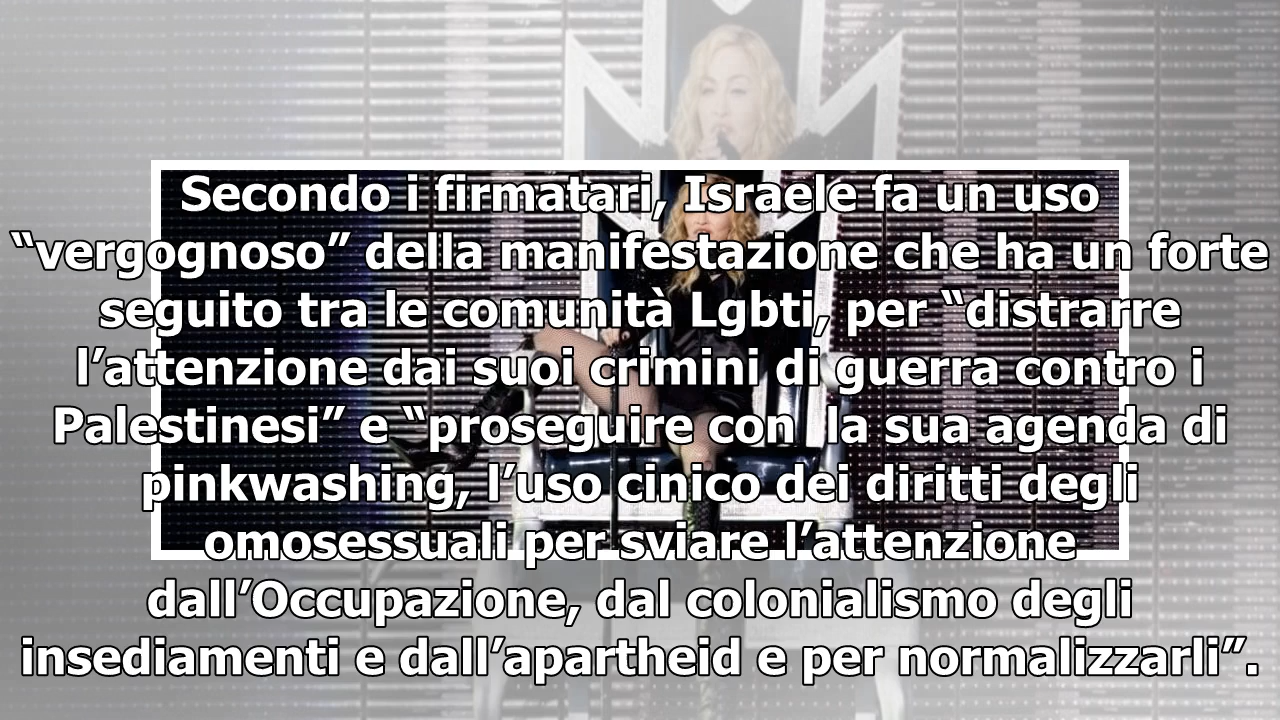 Secondo i firmatari, Israele fa un uso
“vergognoso” della manifestazione che ha un forte
seguito tra le comunità Lgbti, per “distrarre
l’attenzione dai suoi crimini di guerra contro i
Palestinesi” e “proseguire con  la sua agenda di
pinkwashing, l’uso cinico dei diritti degli
omosessuali per sviare l’attenzione
dall’Occupazione, dal colonialismo degli
insediamenti e dall’apartheid e per normalizzarli”.